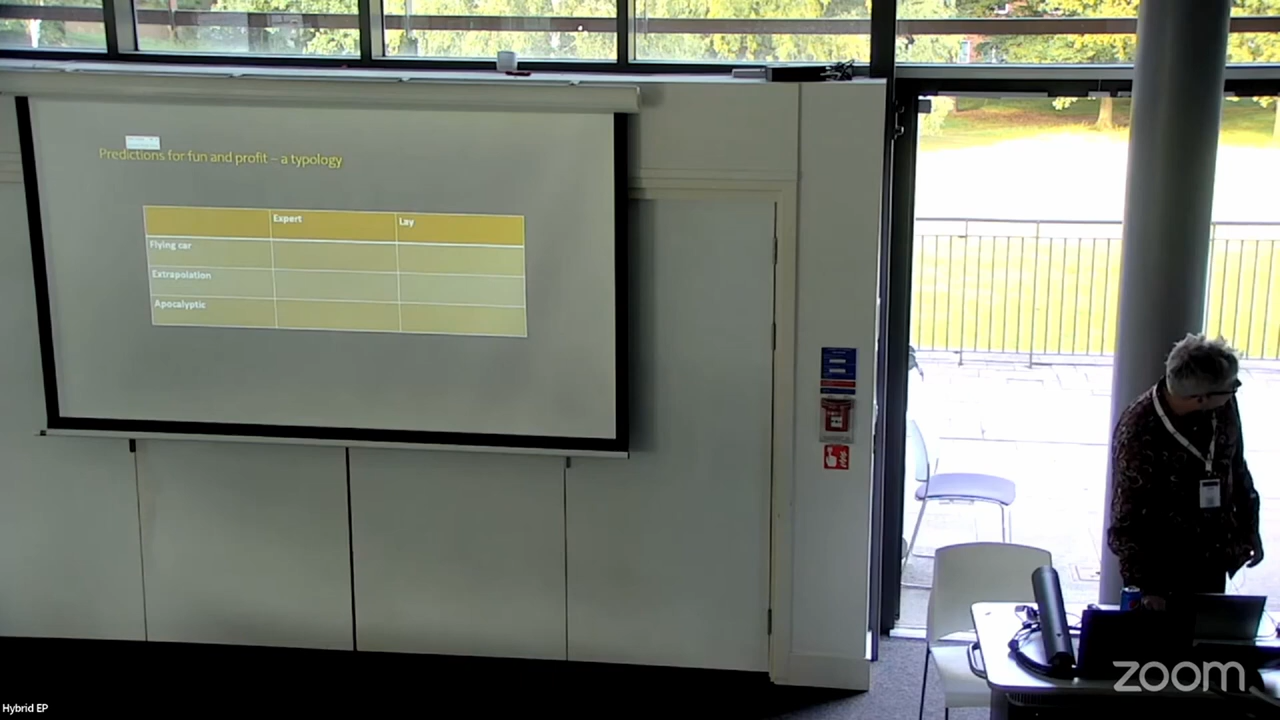 Predictions for fun and profit – a typology
Expert
Lay
Flying car
Extrapolation
Apocalyptic
zoom
Hybrid EP